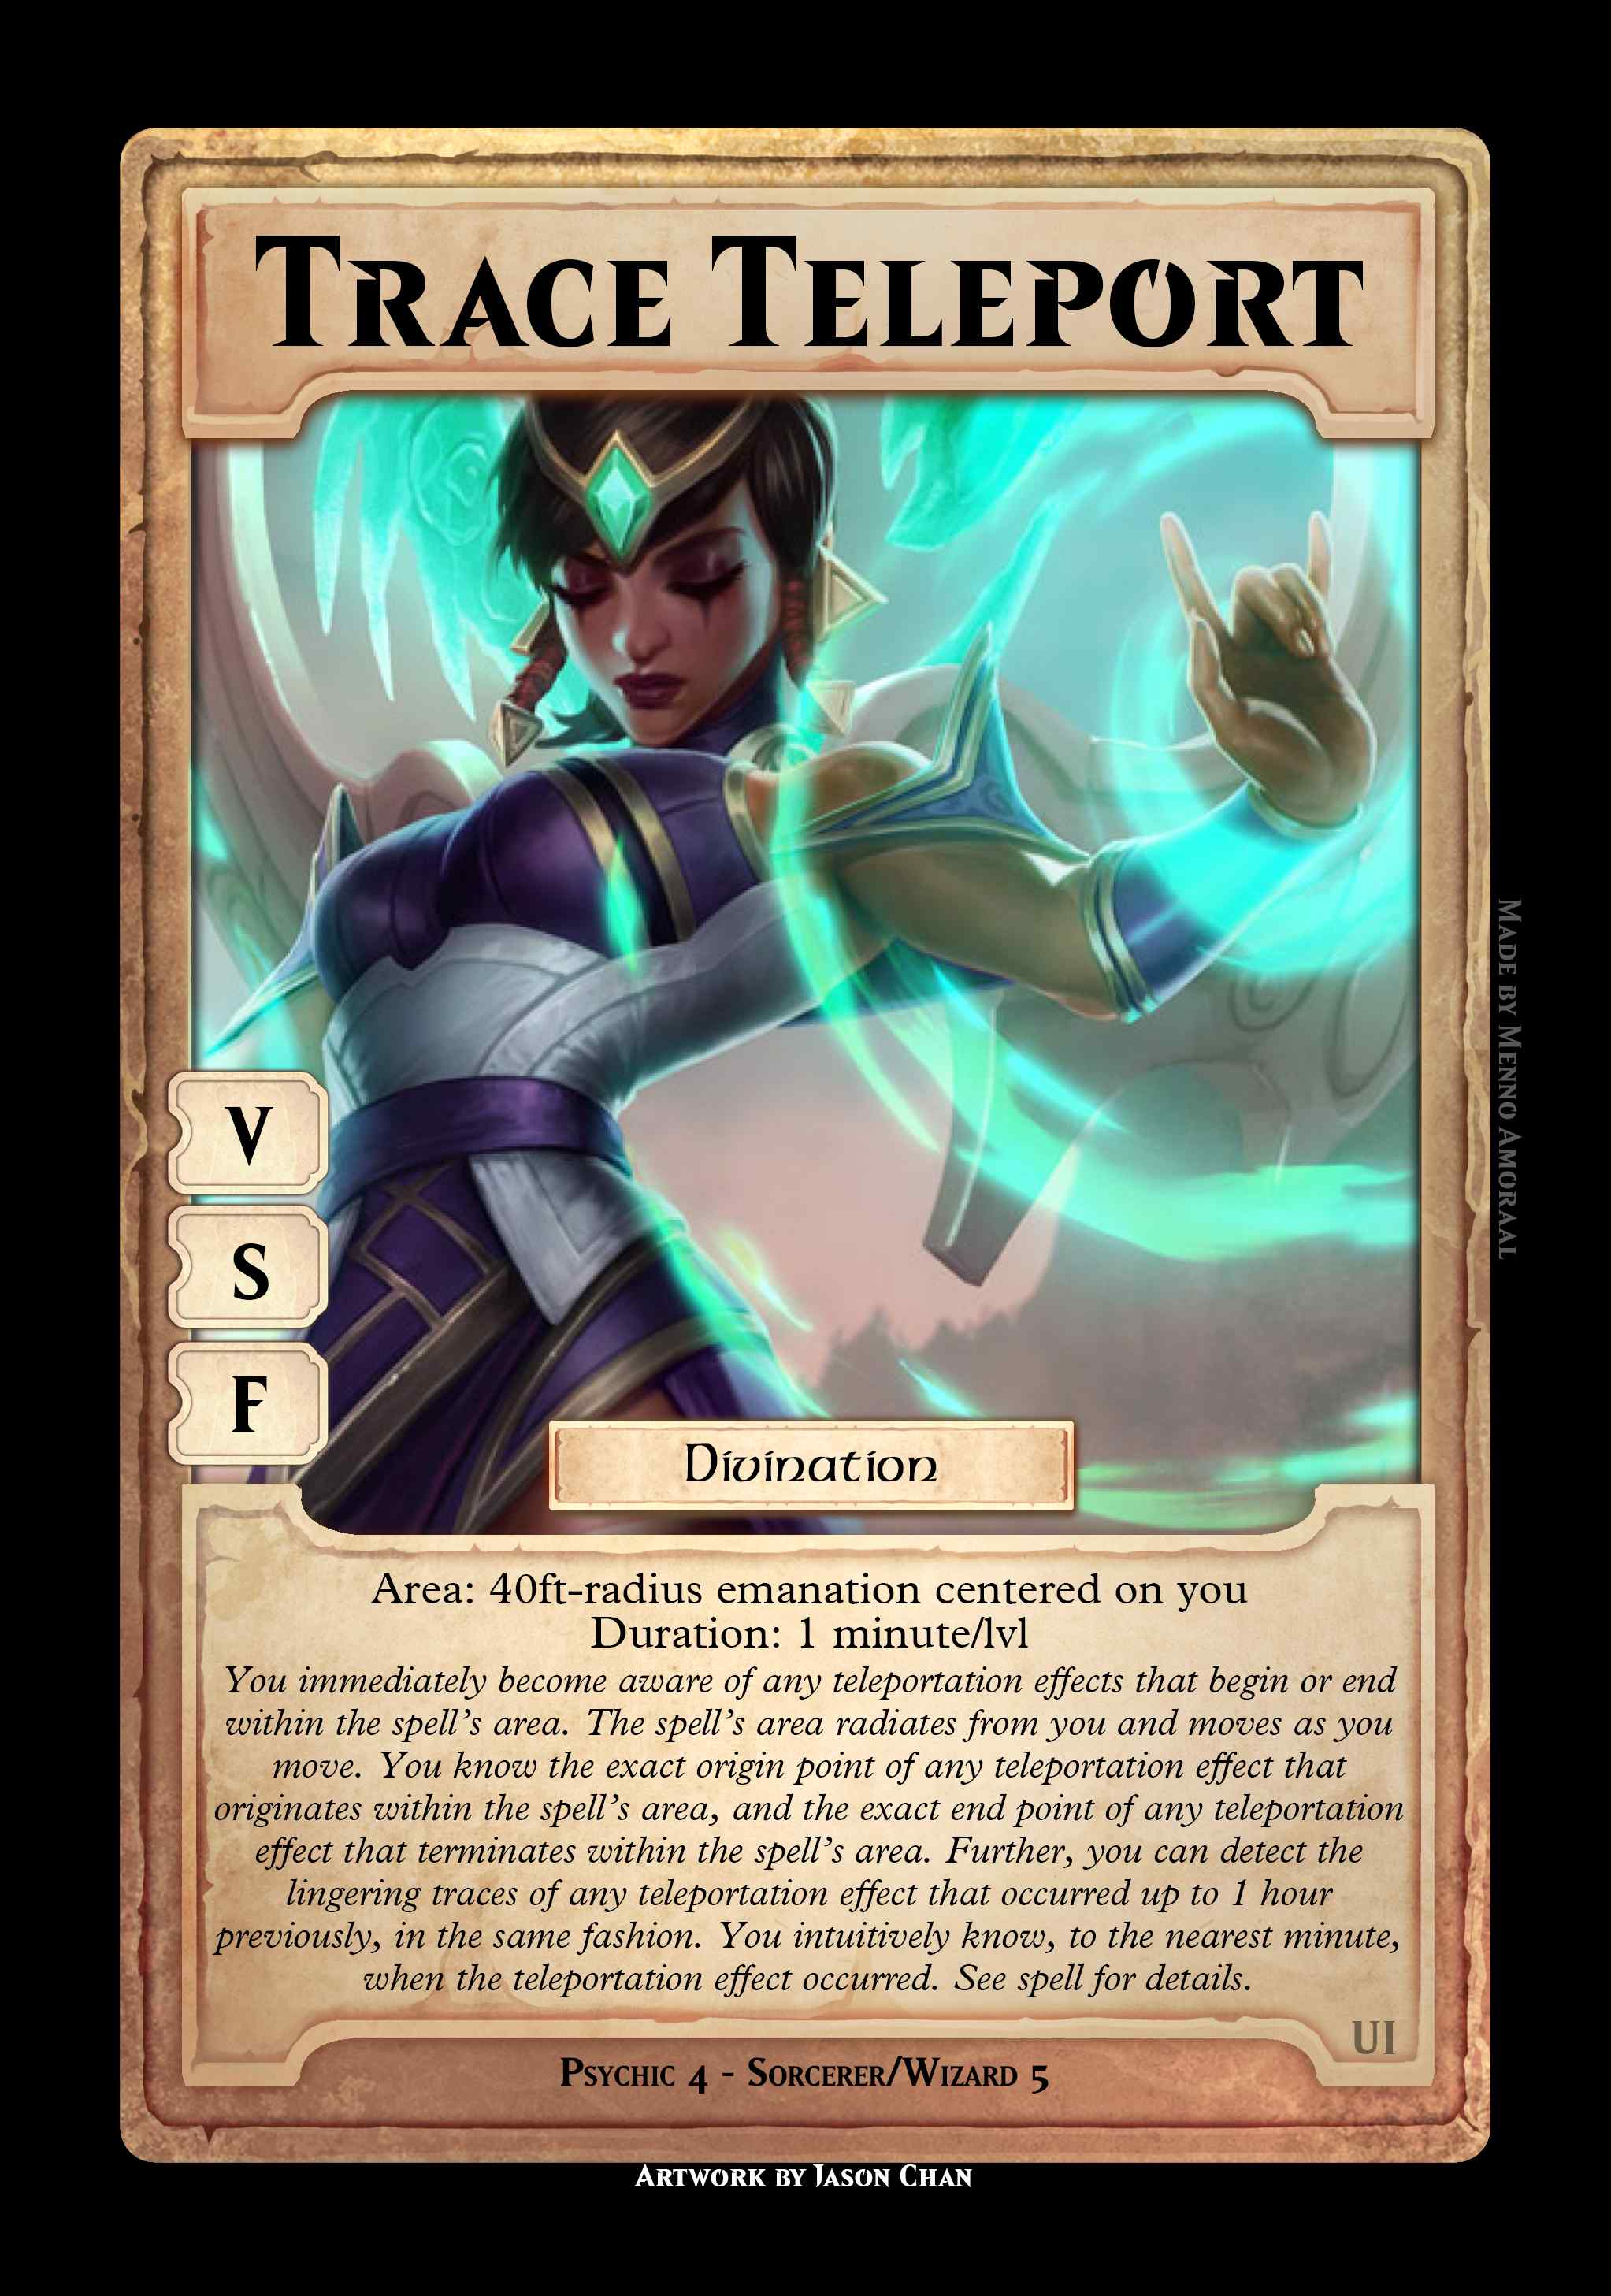 Trace Teleport
V
S
F
Divination
Area: 40ft-radius emanation centered on you
Duration: 1 minute/lvl
You immediately become aware of any teleportation effects that begin or end
within the spell's area. The spell's area radiates from you and moves as you
move. You know the exact origin point of any teleportation effect that
originates within the spell's area, and the exact end point of any teleportation
effect that terminates within the spell's area. Further, you can detect the
lingering traces of any teleportation effect that occurred up to 1 hour
previously, in the same fashion. You intuitively know, to the nearest minute,
when the teleportation effect occurred. See spell for details.
UI
Psychic 4 - Sorcerer/Wizard 5
Artwork by Jason Chan
Made by Menno Amoraal